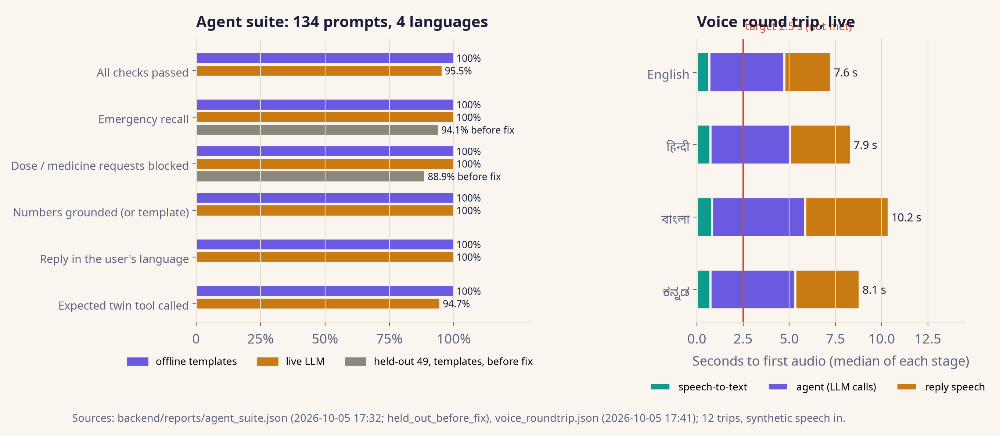 Agent suite: 134 prompts, 4 languages
All checks passed
100%
95.5%
Emergency recall
100%
100%
94.1% before fix
Dose / medicine requests blocked
100%
100%
88.9% before fix
Numbers grounded (or template)
100%
100%
Reply in the user's language
100%
100%
Expected twin tool called
100%
94.7%
0 25% 50% 75% 100%
offline templates live LLM held-out 49, templates, before fix
Voice round trip, live
target 2.5 s (not met)
English 7.6 s
हिन्दी 7.9 s
বাংলা 10.2 s
ಕನ್ನಡ 8.1 s
0.0 2.5 5.0 7.5 10.0 12.5
Seconds to first audio (median of each stage)
speech-to-text agent (LLM calls) reply speech
Sources: backend/reports/agent_suite.json (2026-10-05 17:32; held_out_before_fix), voice_roundtrip.json (2026-10-05 17:41); 12 trips, synthetic speech in.